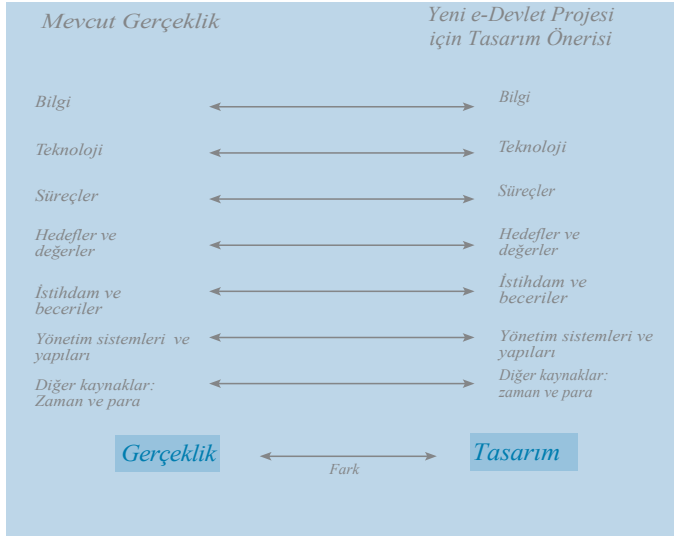 Mevcut Gerçeklik
Yeni e-Devlet Projesi
için Tasarım Önerisi
Bilgi
Bilgi
Teknoloji
Teknoloji
Süreçler
Süreçler
Hedefler ve
değerler
Hedefler ve
değerler
İstihdam ve
beceriler
İstihdam ve
beceriler
Yönetim sistemleri ve
yapıları
Yönetim sistemleri ve
yapıları
Diğer kaynaklar:
Zaman ve para
Diğer kaynaklar:
zaman ve para
Gerçeklik
Fark
Tasarım